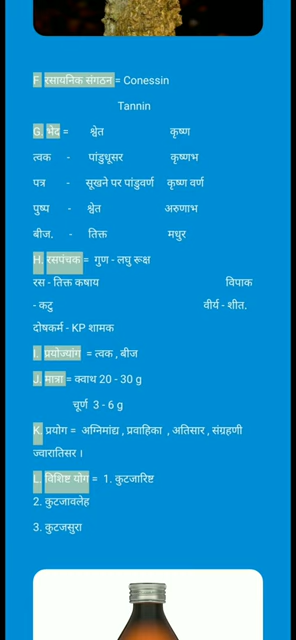 F. रसायनिक संगठन = Conessin
Tannin
G. भेद = श्वेत कृष्ण
त्वक - पांडुधूसर कृष्णभ
पत्र - सूखने पर पांडुवर्ण कृष्ण वर्ण
पुष्प - श्वेत अरुणाभ
बीज. - तिक्त मधुर
H. रसपंचक = गुण - लघु रूक्ष
रस - तिक्त कषाय विपाक
- कटु वीर्य - शीत.
दोषकर्म - KP शामक
I. प्रयोज्यांग = त्वक , बीज
J. मात्रा = क्वाथ 20 - 30 g
चूर्ण 3 - 6 g
K. प्रयोग = अग्निमांद्य , प्रवाहिका , अतिसार , संग्रहणी
ज्वारातिसर ।
L. विशिष्ट योग = 1. कुटजारिष्ट
2. कुटजावलेह
3. कुटजसुरा